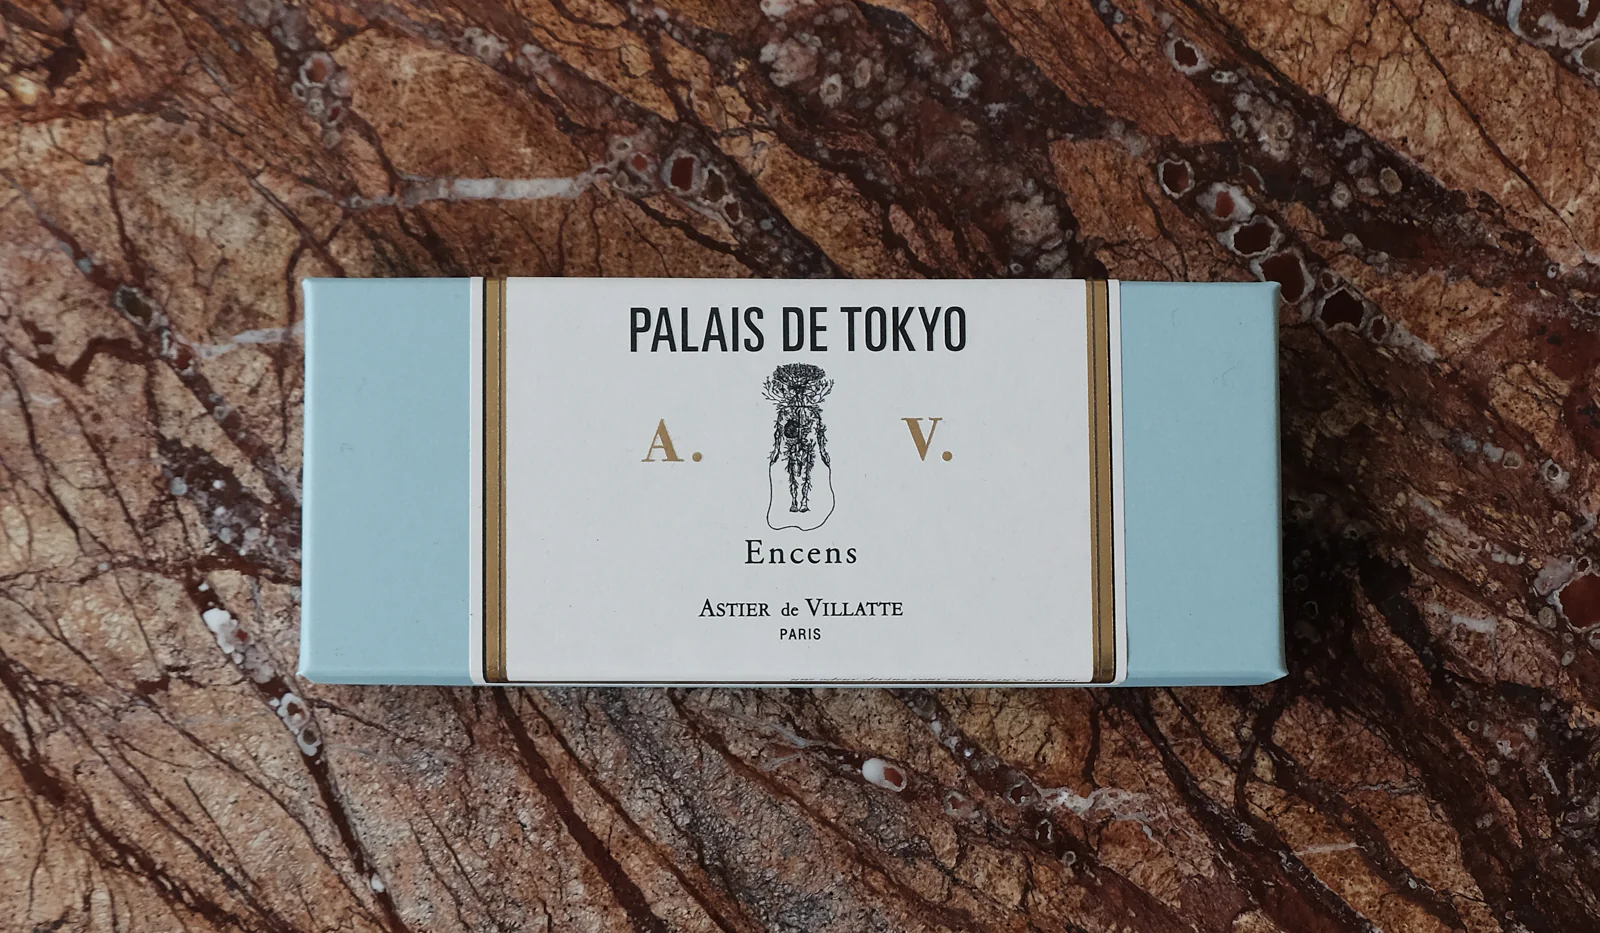 PALAIS DE TOKYO
A. V.
Encens
ASTIER de VILLATTE
PARIS